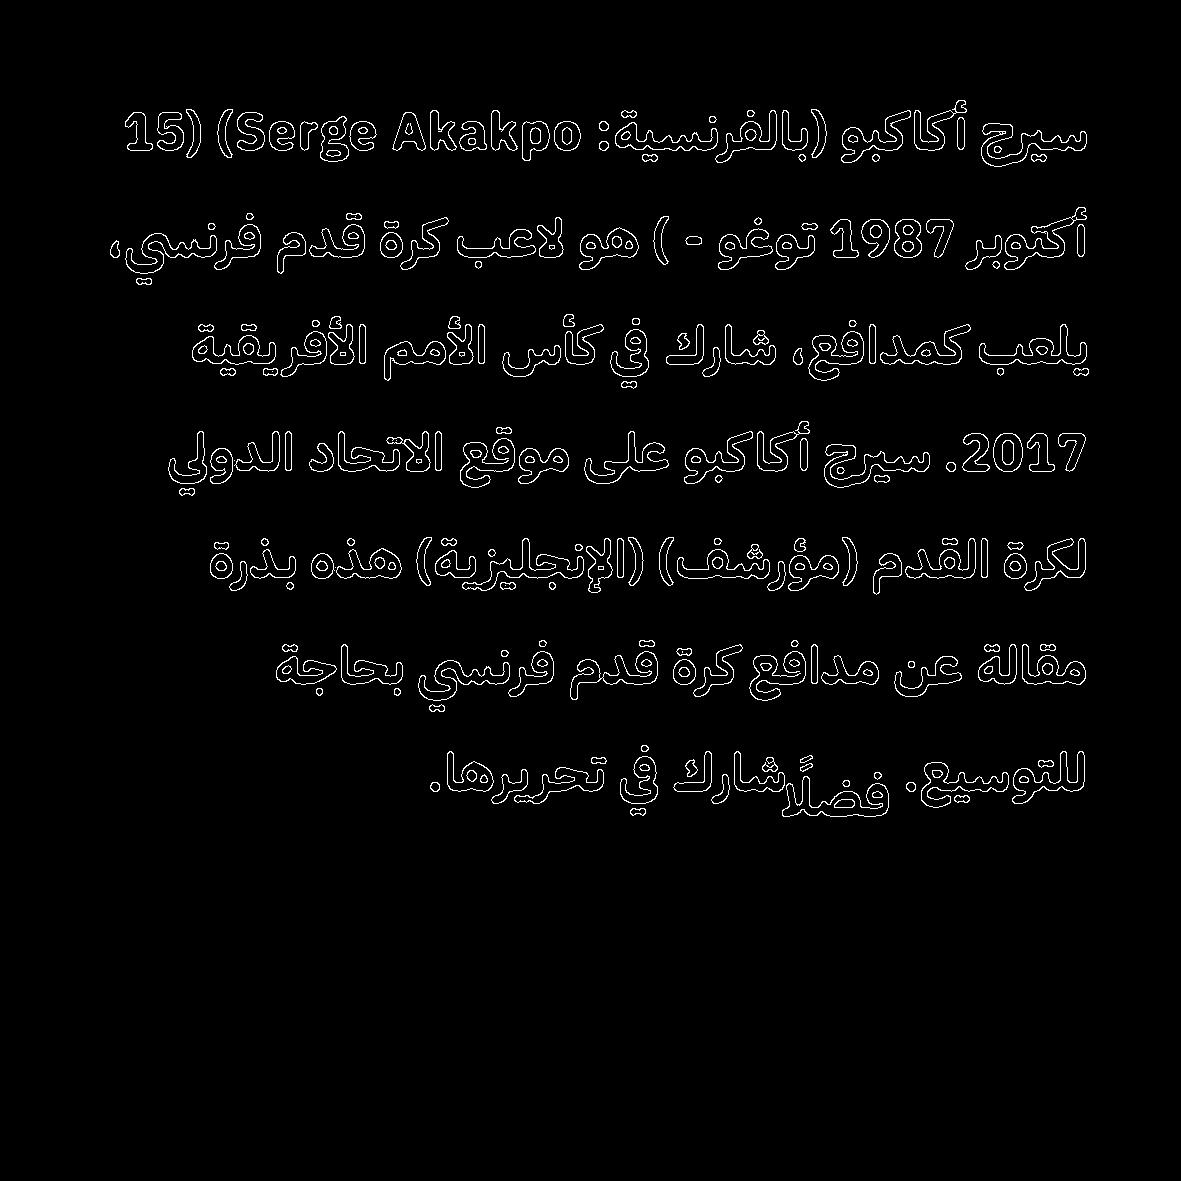 سيرج أكاكبو (بالفرنسية: Serge Akakpo) (15
أكتوبر 1987 توغو - ) هو لاعب كرة قدم فرنسي،
يلعب كمدافع، شارك في كأس الأمم الأفريقية
2017. سيرج أكاكبو على موقع الاتحاد الدولي
لكرة القدم (مؤرشف) (الإنجليزية) هذه بذرة
مقالة عن مدافع كرة قدم فرنسي بحاجة
للتوسيع. فضلًا شارك في تحريرها.